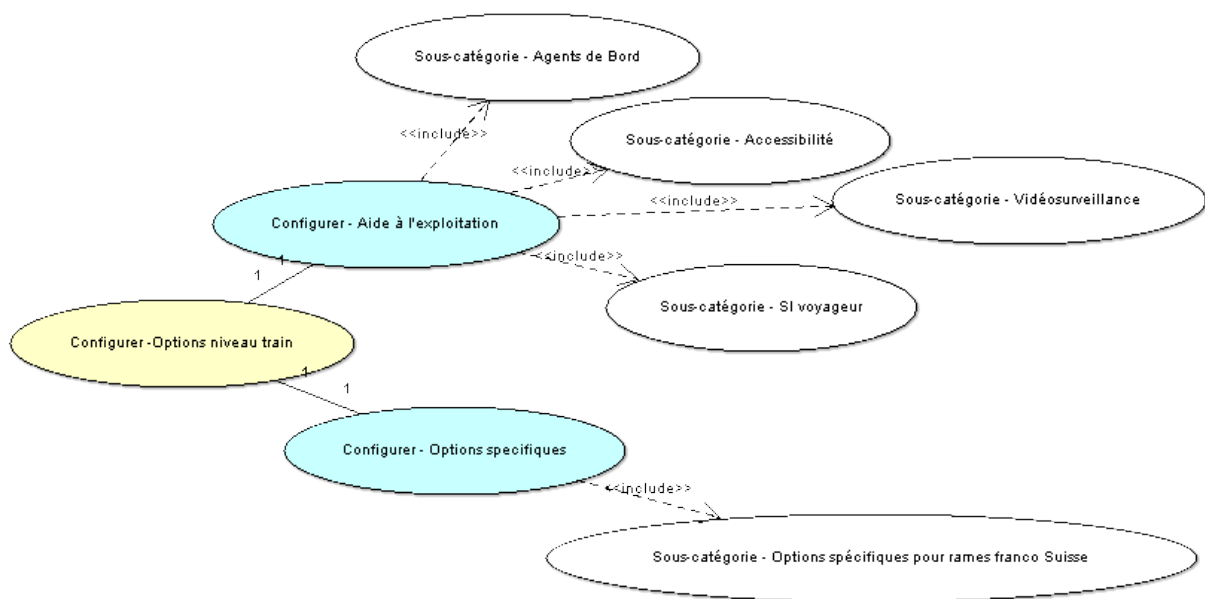 Sous-catégorie - Agents de Bord
<<include>>
Sous-catégorie - Accessibilité
<<include>>
Sous-catégorie - Vidéosurveillance
<<include>>
Configurer - Aide à l'exploitation
<<include>>
1
1
Sous-catégorie - SI voyageur
Configurer -Options niveau train
1
1
Configurer - Options specifiques
<<include>>
Sous-catégorie - Options spécifiques pour rames franco Suisse